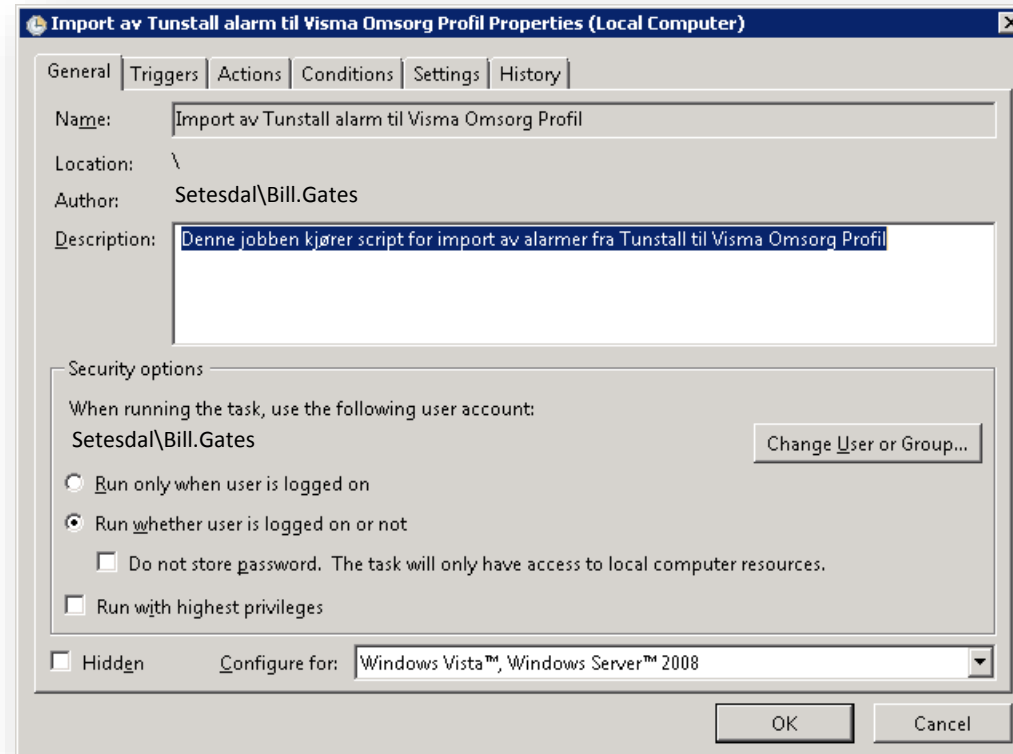 Import av Tunstall alarm til Visma Omsorg Profil Properties (Local Computer)
General Triggers Actions Conditions Settings History
Name: Import av Tunstall alarm til Visma Omsorg Profil
Location: \
Author: Setesdal\Bill.Gates
Description: Denne jobben kjører script for import av alarmer fra Tunstall til Visma Omsorg Profil
Security options
When running the task, use the following user account:
Setesdal\Bill.Gates
Change User or Group...
Run only when user is logged on
Run whether user is logged on or not
Do not store password. The task will only have access to local computer resources.
Run with highest privileges
Hidden Configure for: Windows Vista™, Windows Server™ 2008
OK Cancel